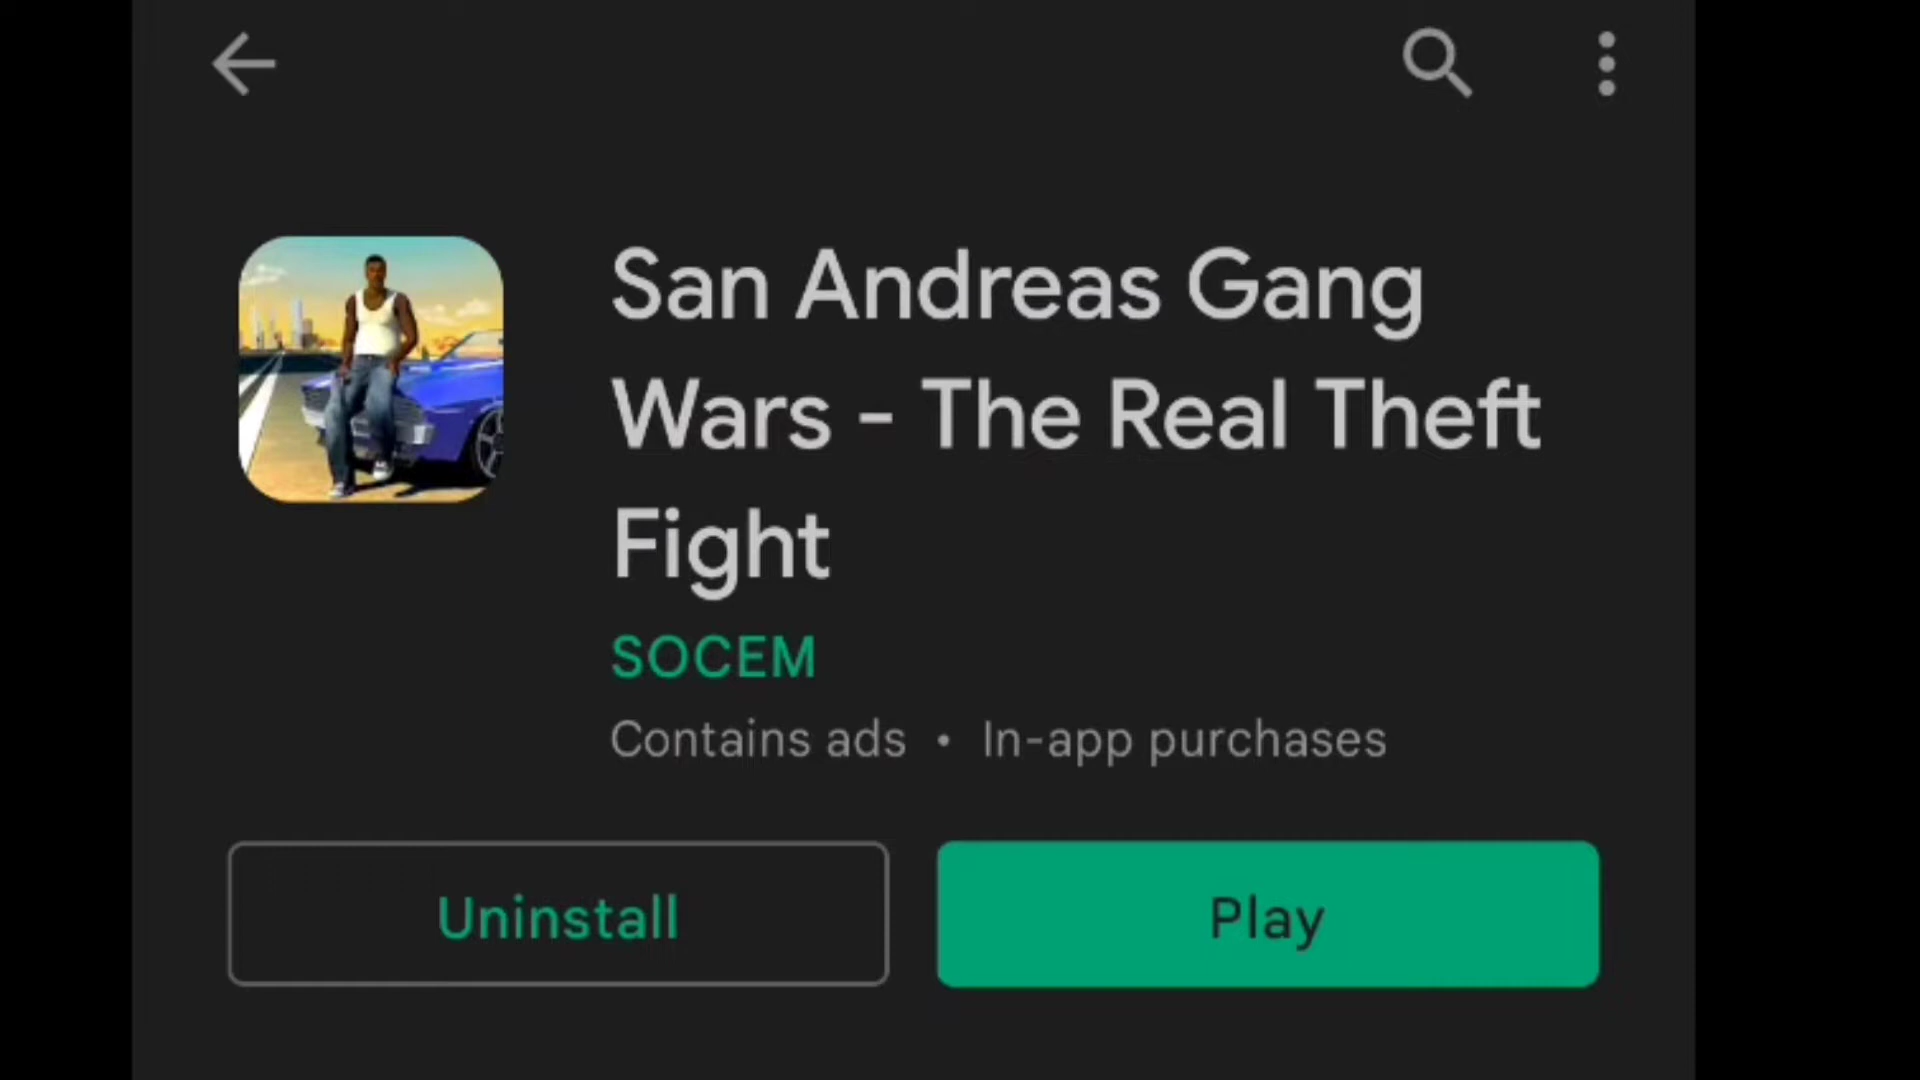 San Andreas Gang
Wars - The Real Theft
Fight
SOCEM
Contains ads • In-app purchases
Uninstall
Play